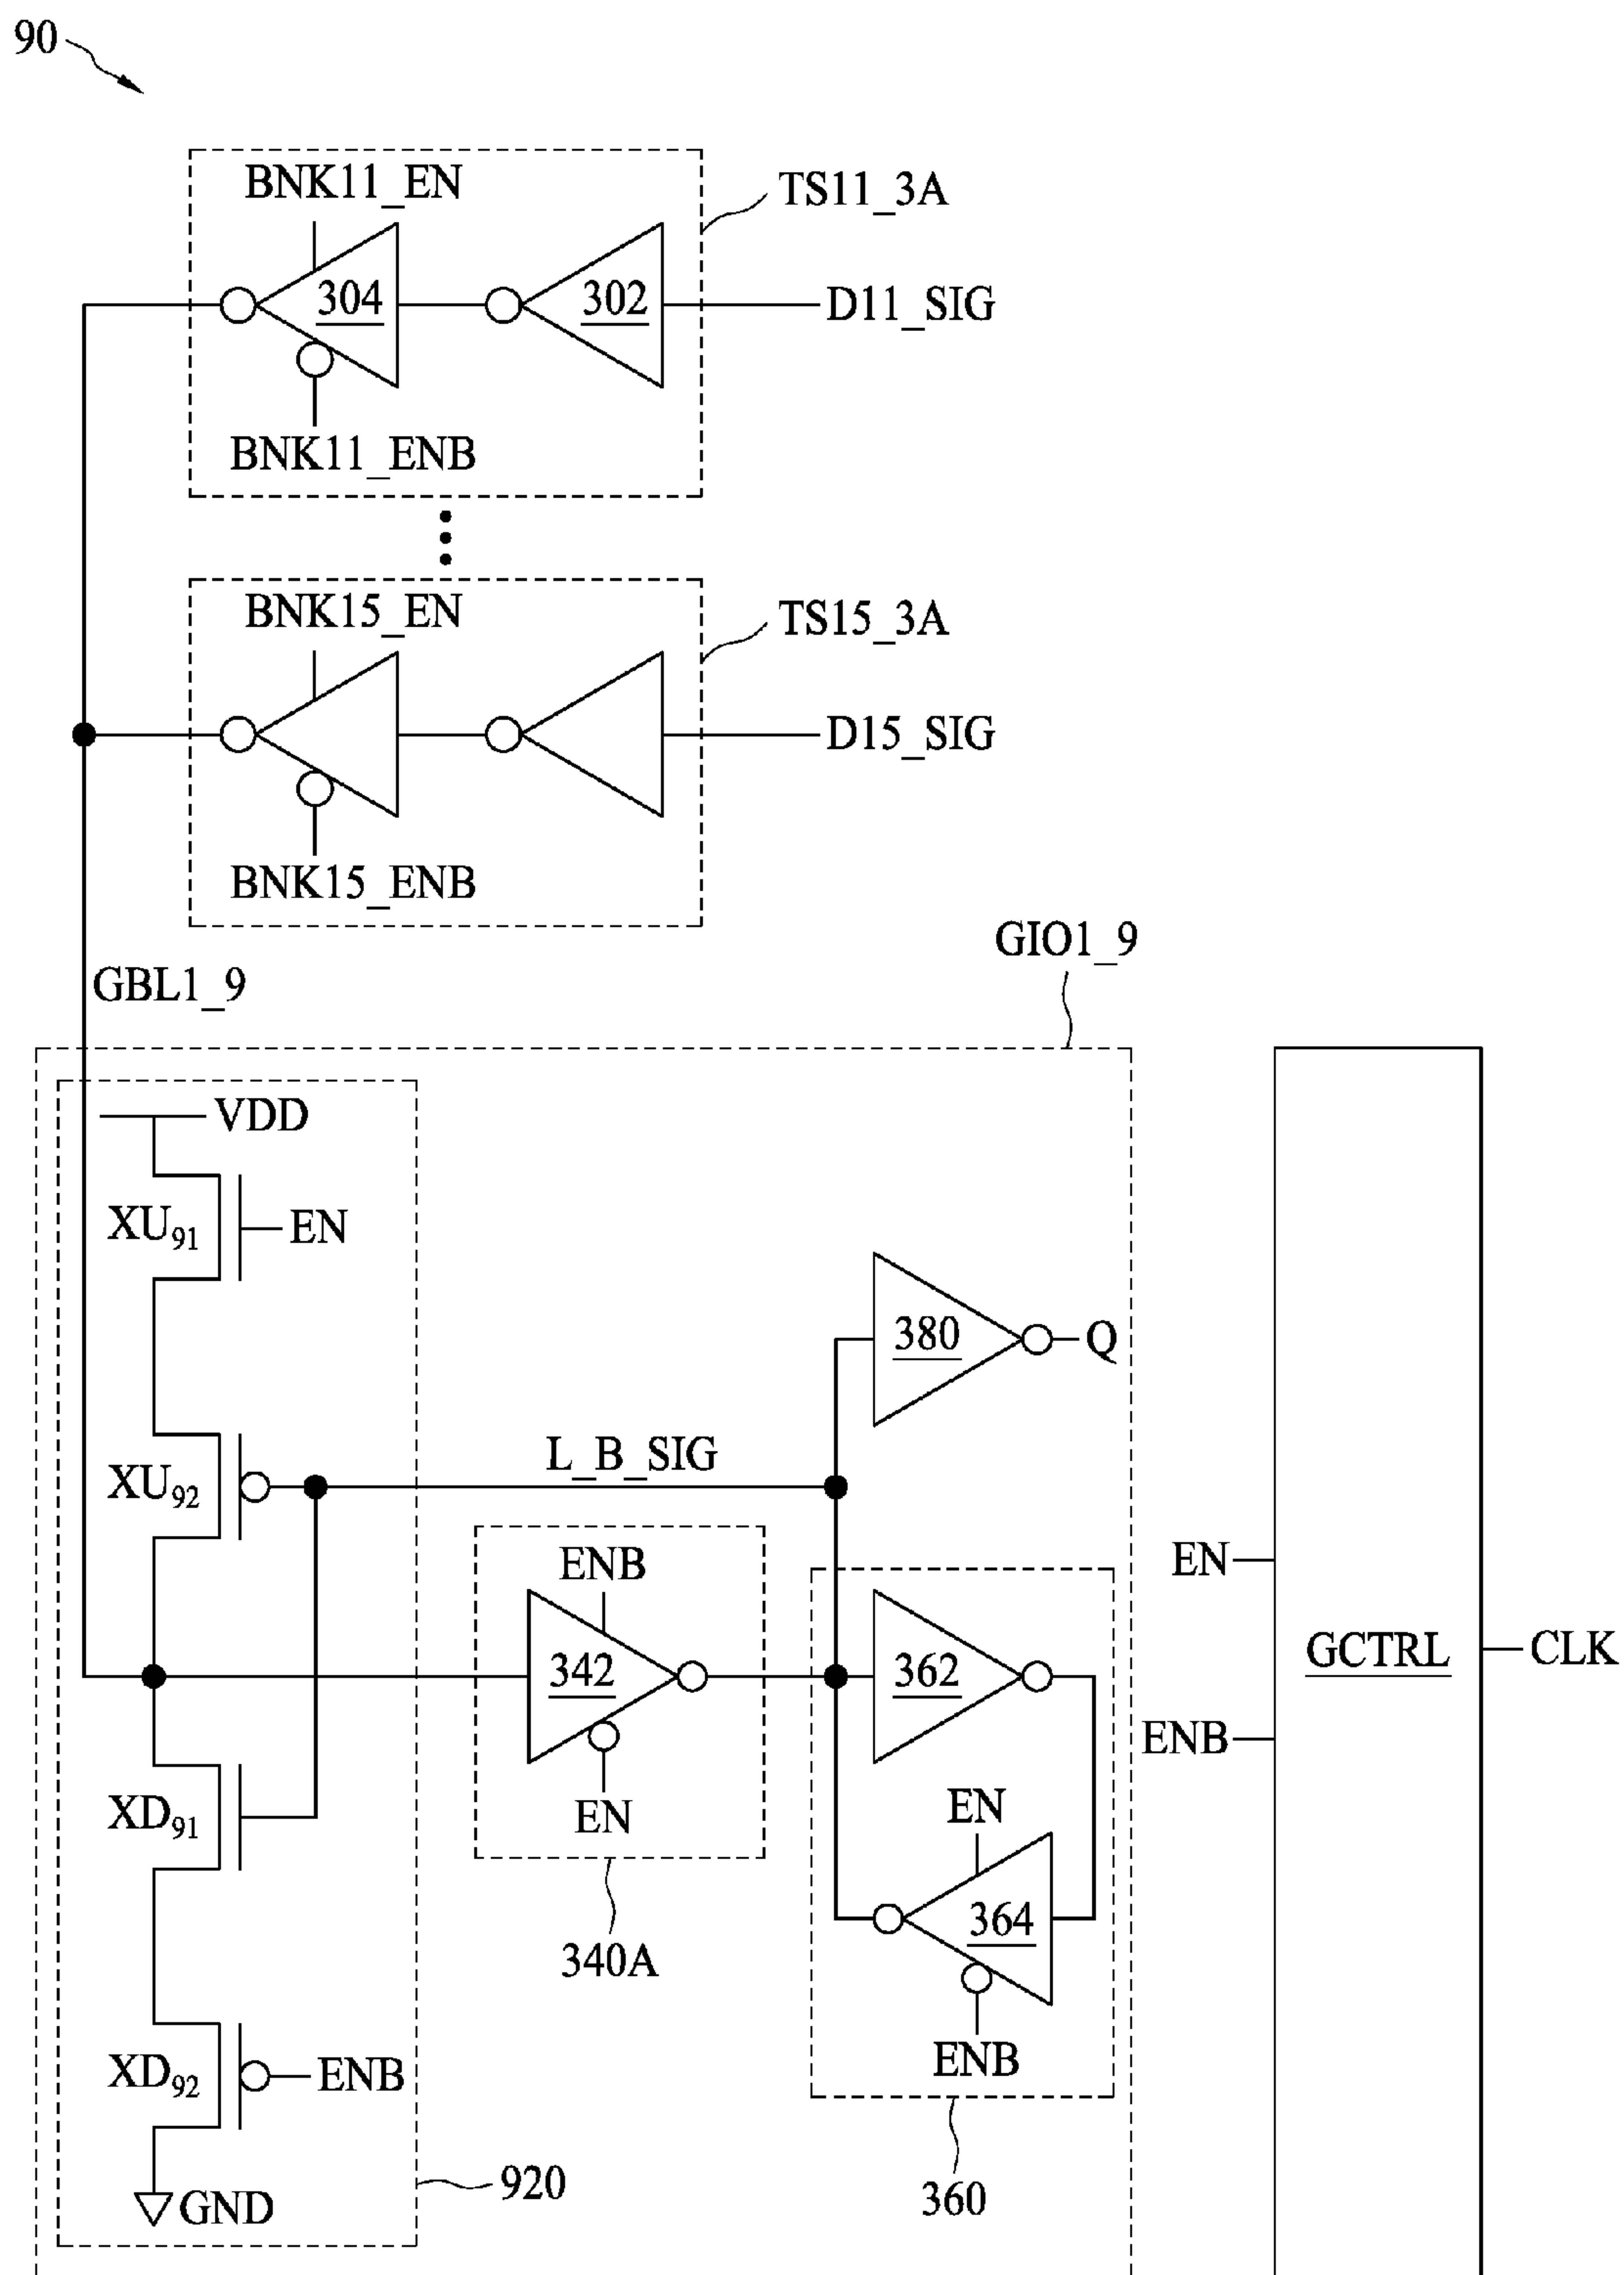 90
BNK11_EN
TS11_3A
304
302
D11_SIG
BNK11_ENB
BNK15_EN
TS15_3A
D15_SIG
BNK15_ENB
GIO1_9
GBL1_9
VDD
XU91
EN
380
Q
L_B_SIG
XU92
ENB
EN
342
362
GCTRL
CLK
ENB
XD91
EN
EN
364
340A
XD92
ENB
ENB
920
360
GND